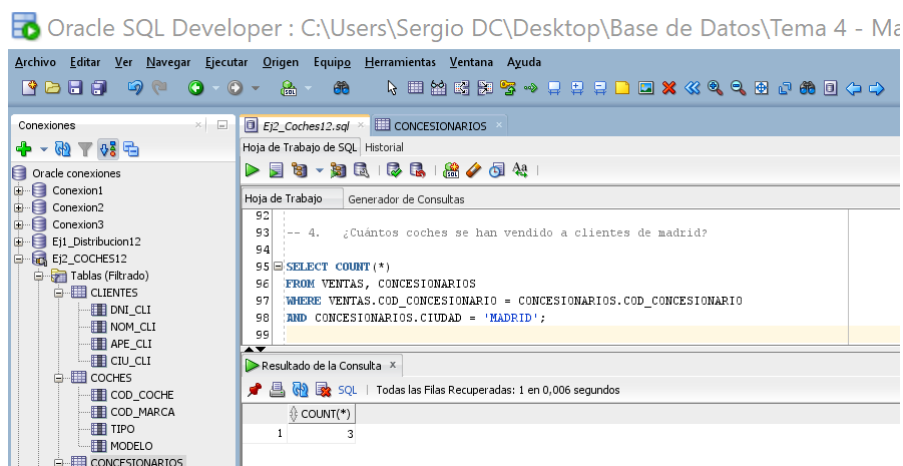 Oracle SQL Developer : C:\Users\Sergio DC\Desktop\Base de Datos\Tema 4 - Ma
Archivo Editar Ver Navegar Ejecutar Origen Equipo Herramientas Ventana Ayuda
Conexiones
Oracle conexiones
Conexion1
Conexion2
Conexion3
Ej1_Distribucion12
Ej2_COCHES12
Tablas (Filtrado)
CLIENTES
DNI_CLI
NOM_CLI
APE_CLI
CIU_CLI
COCHES
COD_COCHE
COD_MARCA
TIPO
MODELO
CONCESIONARIOS
Ej2_Coches12.sql CONCESIONARIOS
Hoja de Trabajo de SQL Historial
Hoja de Trabajo Generador de Consultas
92
93 -- 4. ¿Cuántos coches se han vendido a clientes de madrid?
94
95 SELECT COUNT(*)
96 FROM VENTAS, CONCESIONARIOS
97 WHERE VENTAS.COD_CONCESIONARIO = CONCESIONARIOS.COD_CONCESIONARIO
98 AND CONCESIONARIOS.CIUDAD = 'MADRID';
99
Resultado de la Consulta x
SQL | Todas las Filas Recuperadas: 1 en 0,006 segundos
COUNT(*)
1 3